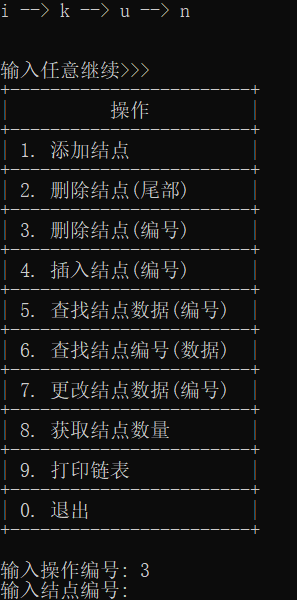 i --> k --> u --> n
输入任意继续>>>
操作
1. 添加结点
2. 删除结点(尾部)
3. 删除结点(编号)
4. 插入结点(编号)
5. 查找结点数据(编号)
6. 查找结点编号(数据)
7. 更改结点数据(编号)
8. 获取结点数量
9. 打印链表
0. 退出
输入操作编号: 3
输入结点编号: